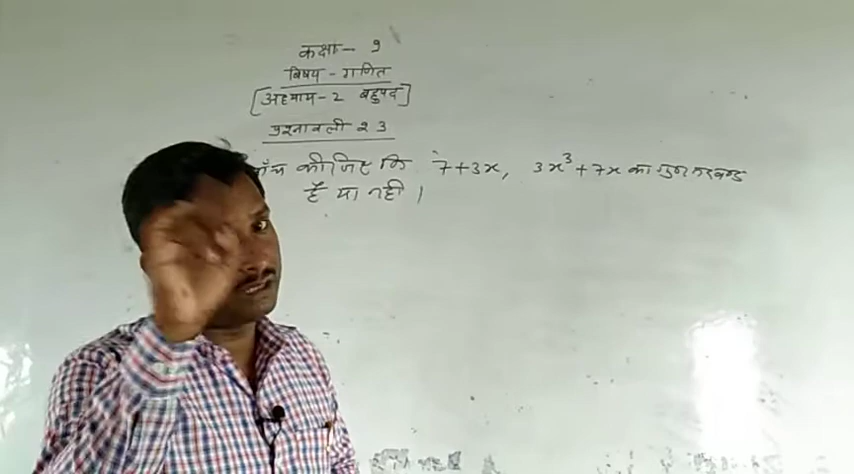 कक्षा - 9
विषय - गणित
[अध्याय - 2 बहुपद]
प्रश्नावली 2 3
कीजिए कि 7+3x, 3x³+7x का गुणनखण्ड
है या नहीं ।